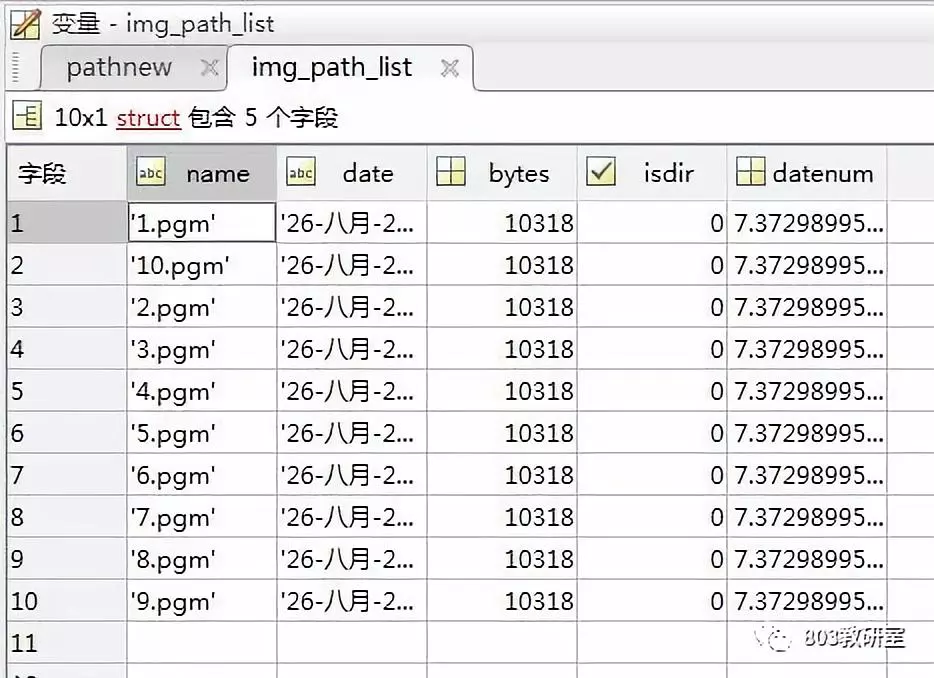 变量 - img_path_list
pathnew img_path_list
10x1 struct 包含 5 个字段
字段 name date bytes isdir datenum
1 '1.pgm' '26-八月-2... 10318 0 7.37298995...
2 '10.pgm' '26-八月-2... 10318 0 7.37298995...
3 '2.pgm' '26-八月-2... 10318 0 7.37298995...
4 '3.pgm' '26-八月-2... 10318 0 7.37298995...
5 '4.pgm' '26-八月-2... 10318 0 7.37298995...
6 '5.pgm' '26-八月-2... 10318 0 7.37298995...
7 '6.pgm' '26-八月-2... 10318 0 7.37298995...
8 '7.pgm' '26-八月-2... 10318 0 7.37298995...
9 '8.pgm' '26-八月-2... 10318 0 7.37298995...
10 '9.pgm' '26-八月-2... 10318 0 7.37298995...
11
803教研室